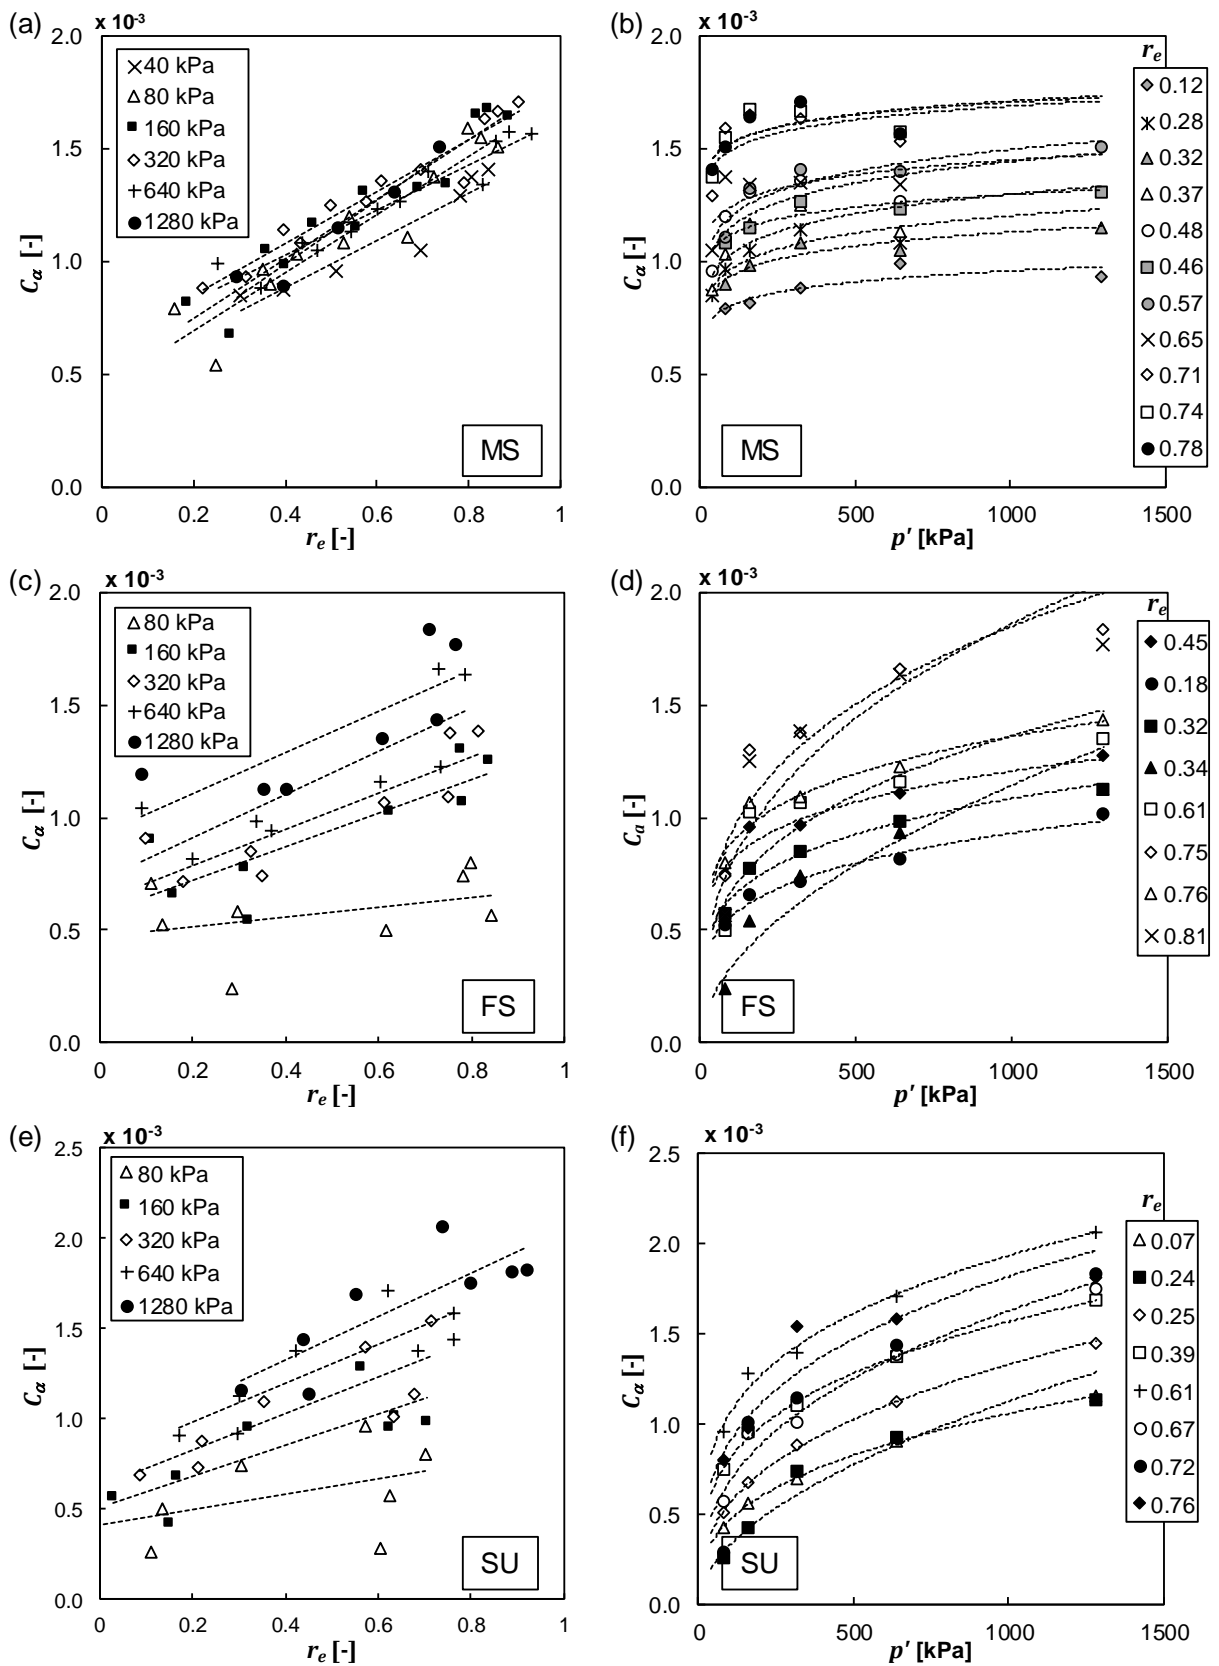 (a)
x 10-3
2.0
1.5
1.0
0.5
0.0
Cα [-]
40 kPa
80 kPa
160 kPa
320 kPa
640 kPa
1280 kPa
MS
0 0.2 0.4 0.6 0.8 1
re [-]
(b)
x 10-3
2.0
1.5
1.0
0.5
0.0
Cα [-]
re
0.12
0.28
0.32
0.37
0.48
0.46
0.57
0.65
0.71
0.74
0.78
MS
0 500 1000 1500
p' [kPa]
(c)
x 10-3
2.0
1.5
1.0
0.5
0.0
Cα [-]
80 kPa
160 kPa
320 kPa
640 kPa
1280 kPa
FS
0 0.2 0.4 0.6 0.8 1
re [-]
(d)
x 10-3
2.0
1.5
1.0
0.5
0.0
Ca [-]
re
0.45
0.18
0.32
0.34
0.61
0.75
0.76
0.81
FS
0 500 1000 1500
p' [kPa]
(e)
x 10-3
2.5
2.0
1.5
1.0
0.5
0.0
Cα [-]
80 kPa
160 kPa
320 kPa
640 kPa
1280 kPa
SU
0 0.2 0.4 0.6 0.8 1
re [-]
(f)
x 10-3
2.5
2.0
1.5
1.0
0.5
0.0
Cα [-]
re
0.07
0.24
0.25
0.39
0.61
0.67
0.72
0.76
SU
0 500 1000 1500
p' [kPa]